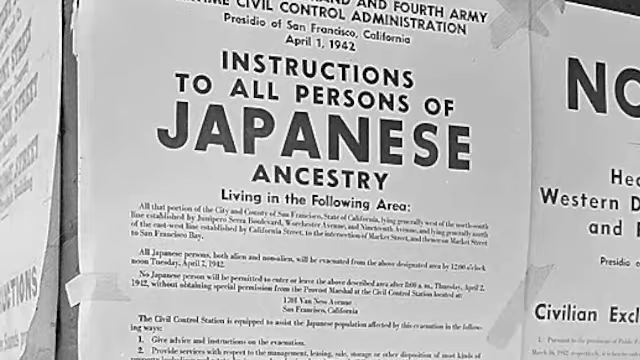 AND FOURTH ARMY
CIVIL CONTROL ADMINISTRATION
Presidio of San Francisco, California
April 1, 1942
INSTRUCTIONS
TO ALL PERSONS OF
JAPANESE
ANCESTRY
Living in the Following Area:
All that portion of the City and County of San Francisco, State of California, lying generally west of the north-south
line established by Junipero Serra Boulevard, Worchester Avenue, and Nineteenth Avenue, and lying generally north
of the east-west line established by California Street, to the intersection of Market Street, and thence on Market Street
to San Francisco Bay.
All Japanese persons, both alien and non-alien, will be evacuated from the above designated area by 12:00 o'clock
noon Tuesday, April 7, 1942.
No Japanese person will be permitted to enter or leave the above described area after 8:00 a.m., Thursday, April 2,
1942, without obtaining special permission from the Provost Marshal at the Civil Control Station located at:
1701 Van Ness Avenue
San Francisco, California
The Civil Control Station is equipped to assist the Japanese population affected by this evacuation in the follow-
ing ways:
1. Give advice and instructions on the evacuation.
2. Provide services with respect to the management, leasing, sale, storage or other disposition of most kinds of
NO
Western D
and F
Presidio o
Civilian Excl
1. Pursuant to the provisions of P